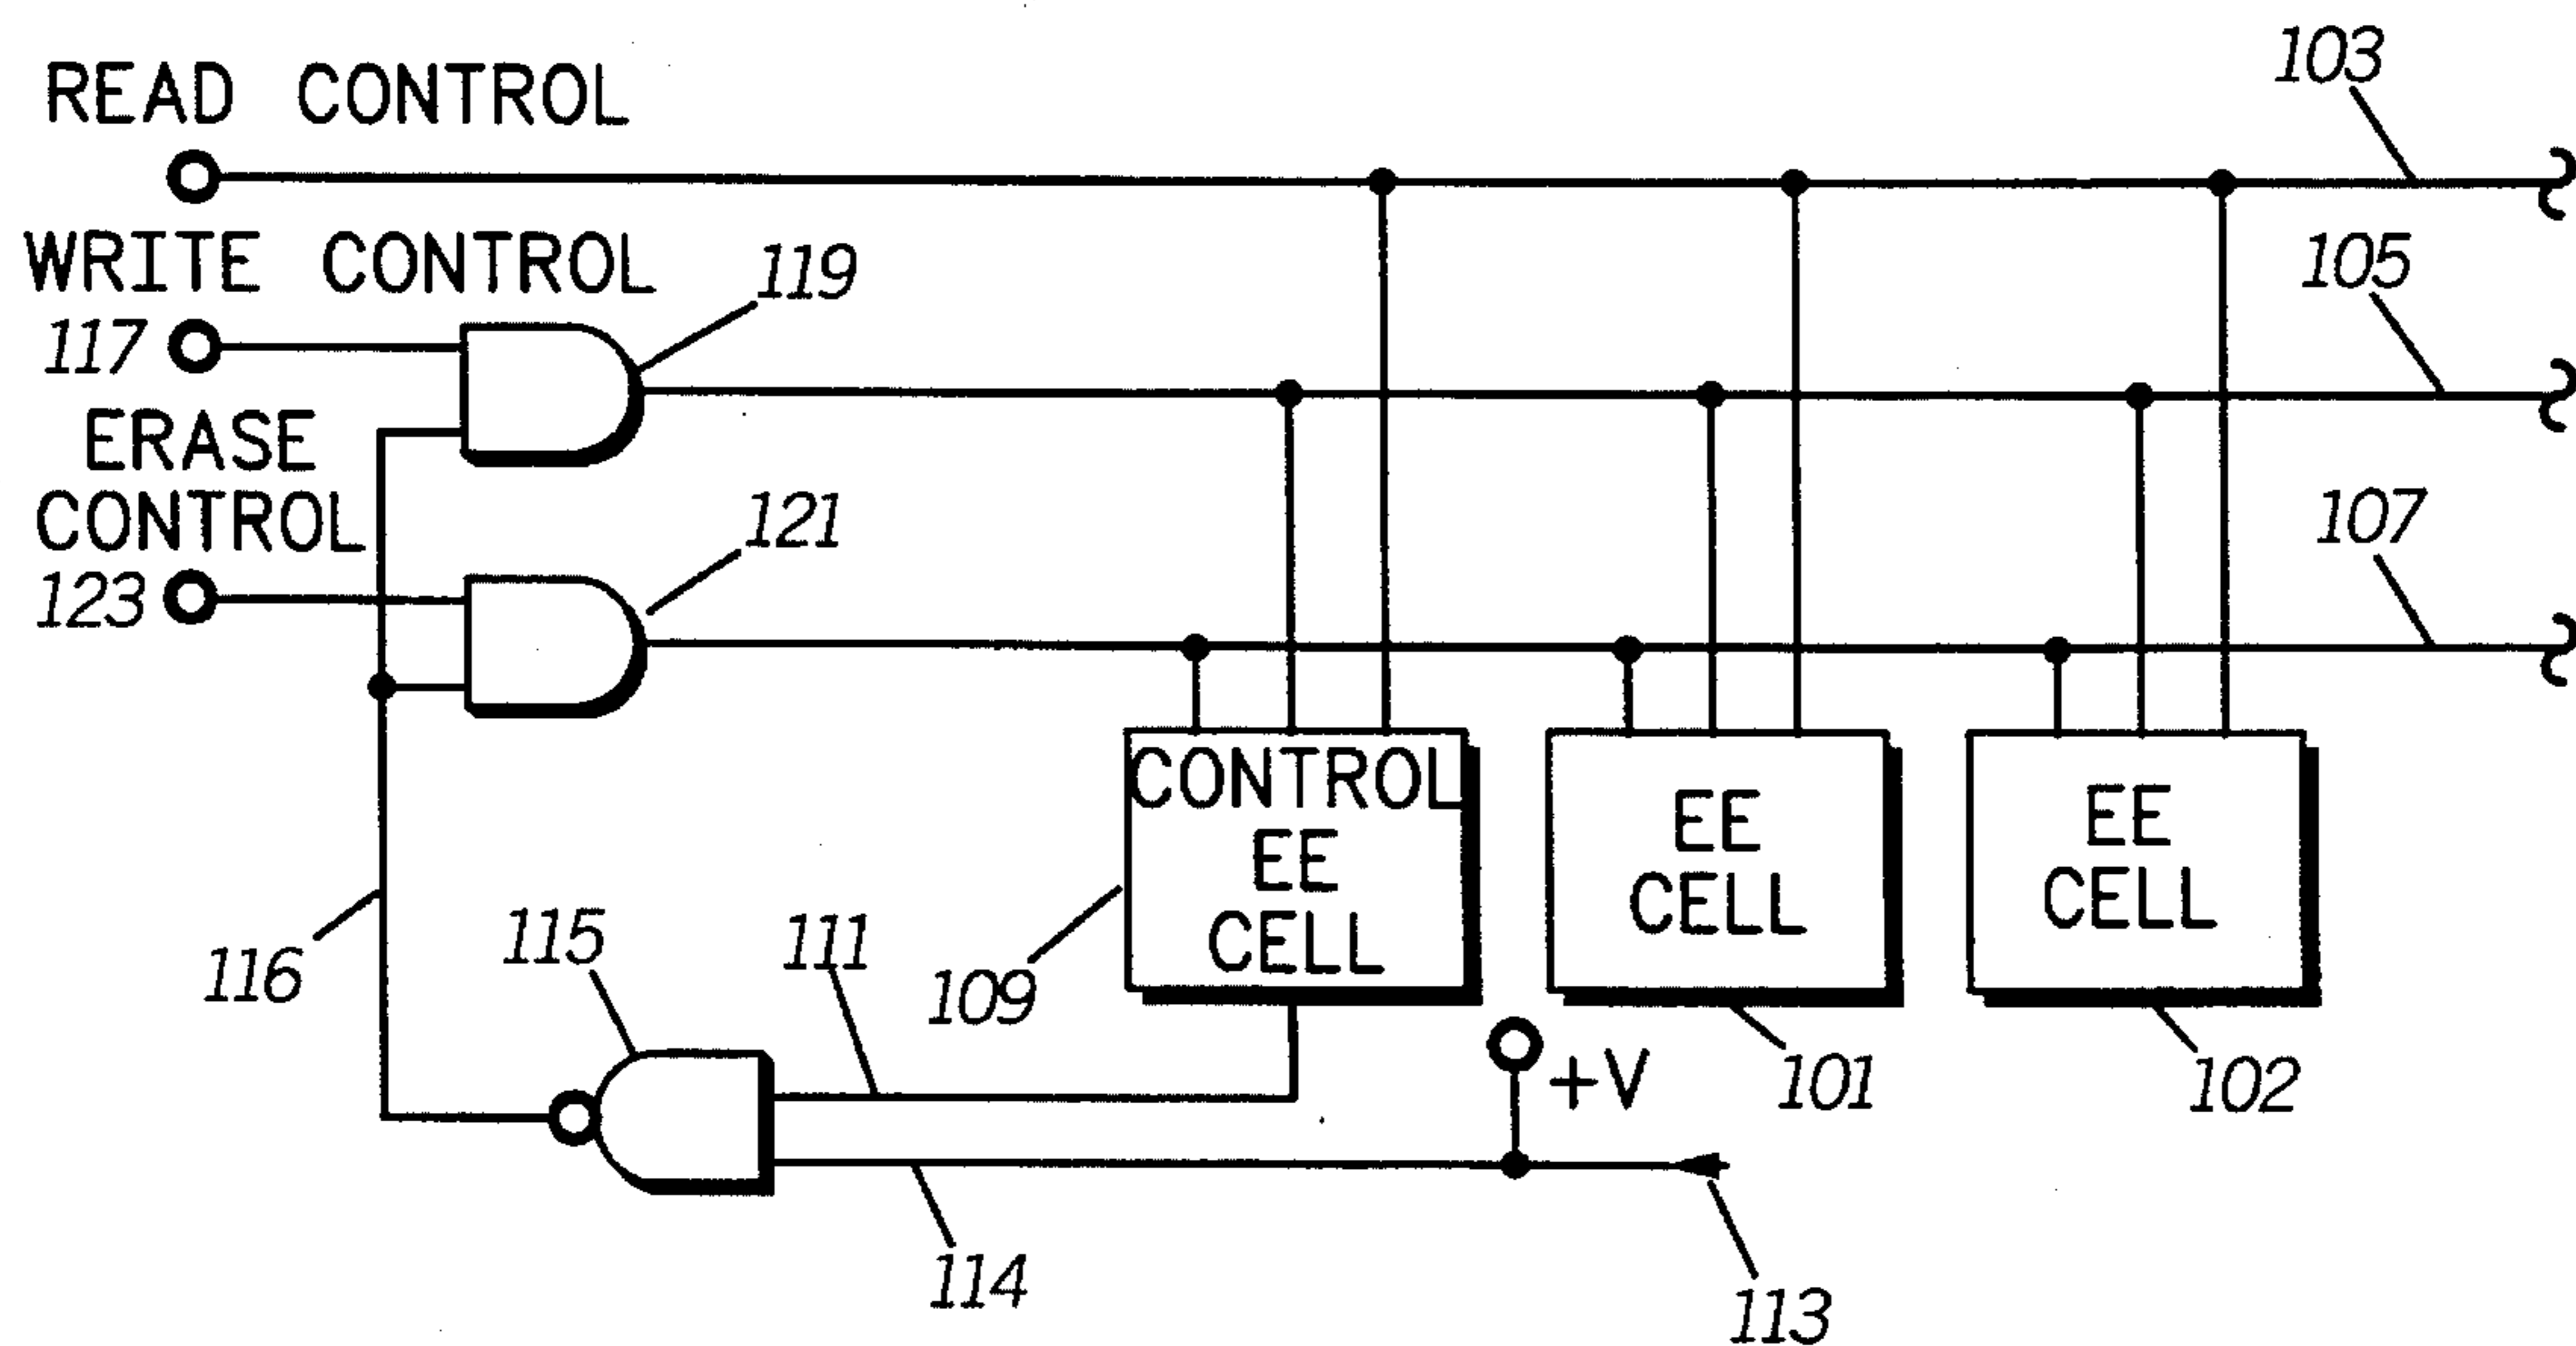 READ CONTROL
103
WRITE CONTROL
119
105
117
ERASE
CONTROL
121
107
123
CONTROL
EE
CELL
EE
CELL
EE
CELL
116
115
111
109
+V
101
102
114
113